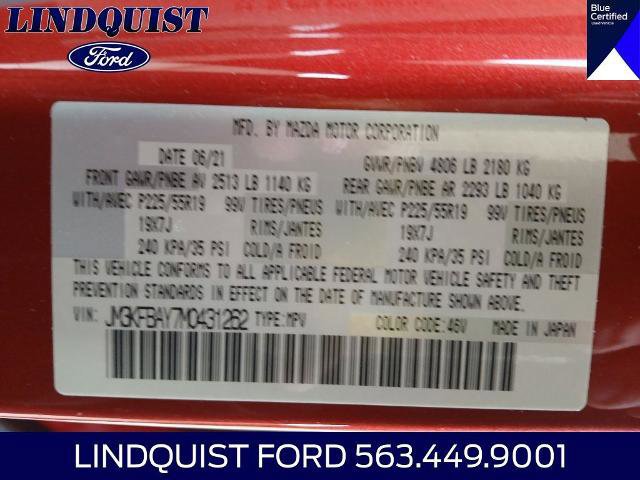 LINDQUIST
Ford
Blue
Certified
MFD. BY MAZDA MOTOR CORPORATION
DATE 06/21 GVWR/PNBV 4806 LB 2180 KG
FRONT GAWR/PNBE AV 2513 LB 1140 KG REAR GAWR/PNBE AR 2293 LB 1040 KG
WITH/AVEC P225/55R19 99V TIRES/PNEUS WITH/AVEC P225/55R19 99V TIRES/PNEUS
19X7J RIMS/JANTES 19X7J RIMS/JANTES
240 KPA/35 PSI COLD/A FROID 240 KPA/35 PSI COLD/A FROID
THIS VEHICLE CONFORMS TO ALL APPLICABLE FEDERAL MOTOR VEHICLE SAFETY AND THEFT
PREVENTION STANDARDS IN EFFECT ON THE DATE OF MANUFACTURE SHOWN ABOVE.
VIN: JM3KFBAY7M0431262 TYPE:MPV COLOR CODE:46V MADE IN JAPAN
LINDQUIST FORD 563.449.9001